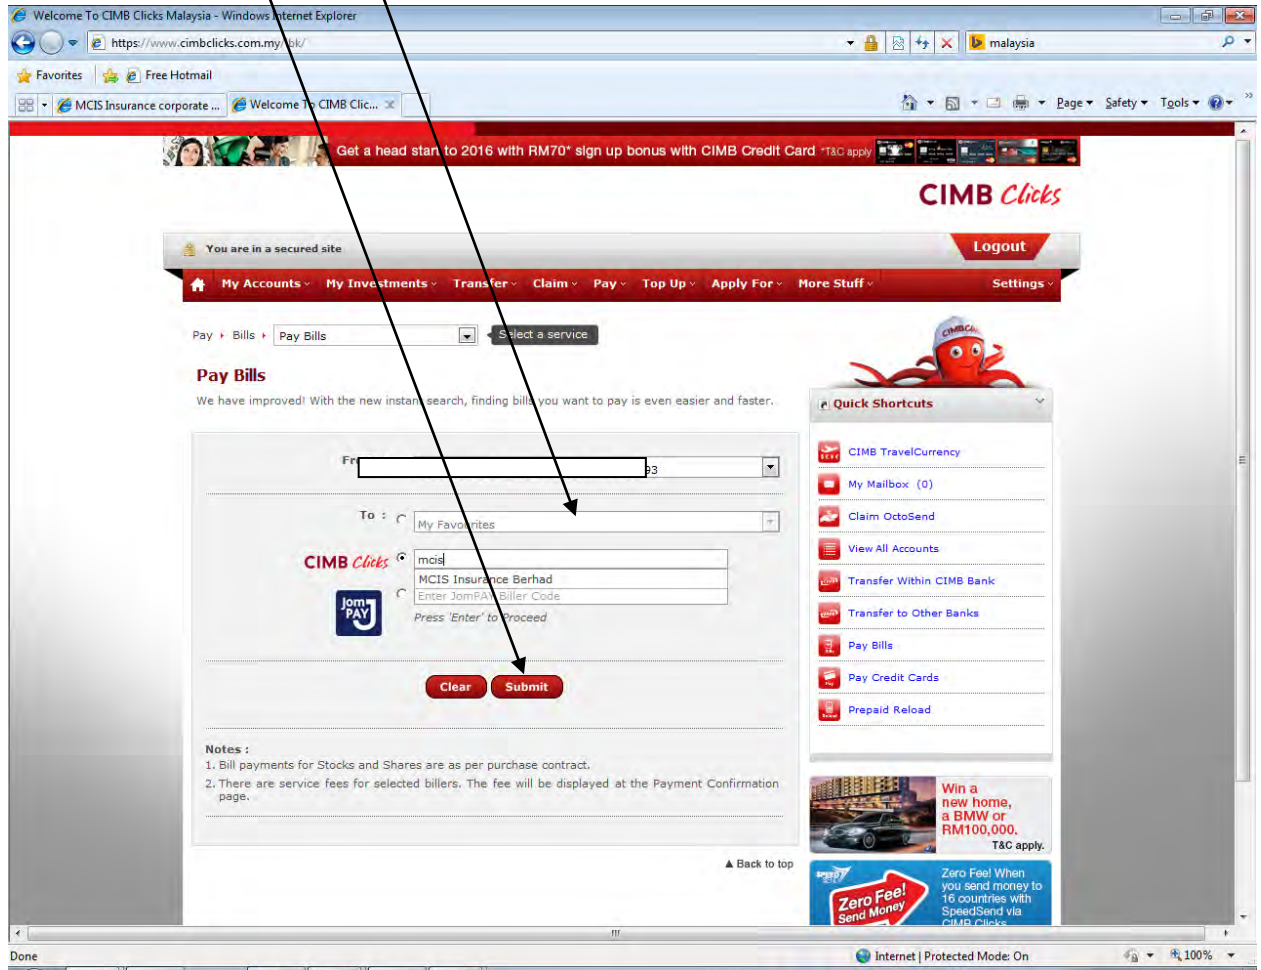 Welcome To CIMB Clicks Malaysia - Windows Internet Explorer
https://www.cimbclicks.com.my/ibk/
malaysia
Favorites Free Hotmail
MCIS Insurance corporate ... Welcome To CIMB Clic... Page Safety Tools
Get a head start to 2016 with RM70* sign up bonus with CIMB Credit Card *T&C apply
CIMB Clicks
You are in a secured site Logout
My Accounts My Investments Transfer Claim Pay Top Up Apply For More Stuff Settings
Pay Bills Pay Bills Select a service
Pay Bills
We have improved! With the new instant search, finding bills you want to pay is even easier and faster.
93
To : My Favourites
CIMB Clicks mcis
MCIS Insurance Berhad
Jom PAY Enter JomPAY Biller Code
Press 'Enter' to Proceed
Clear Submit
Notes :
1. Bill payments for Stocks and Shares are as per purchase contract.
2. There are service fees for selected billers. The fee will be displayed at the Payment Confirmation
page.
Back to top
Quick Shortcuts
CIMB TravelCurrency
My Mailbox (0)
Claim OctoSend
View All Accounts
Transfer Within CIMB Bank
Transfer to Other Banks
Pay Bills
Pay Credit Cards
Prepaid Reload
Win a
new home,
a BMW or
RM100,000.
T&C apply.
Zero Fee!
Send Money
Zero Fee! When
you send money to
16 countries with
SpeedSend via
CIMB Clicks
Done Internet | Protected Mode: On 100%